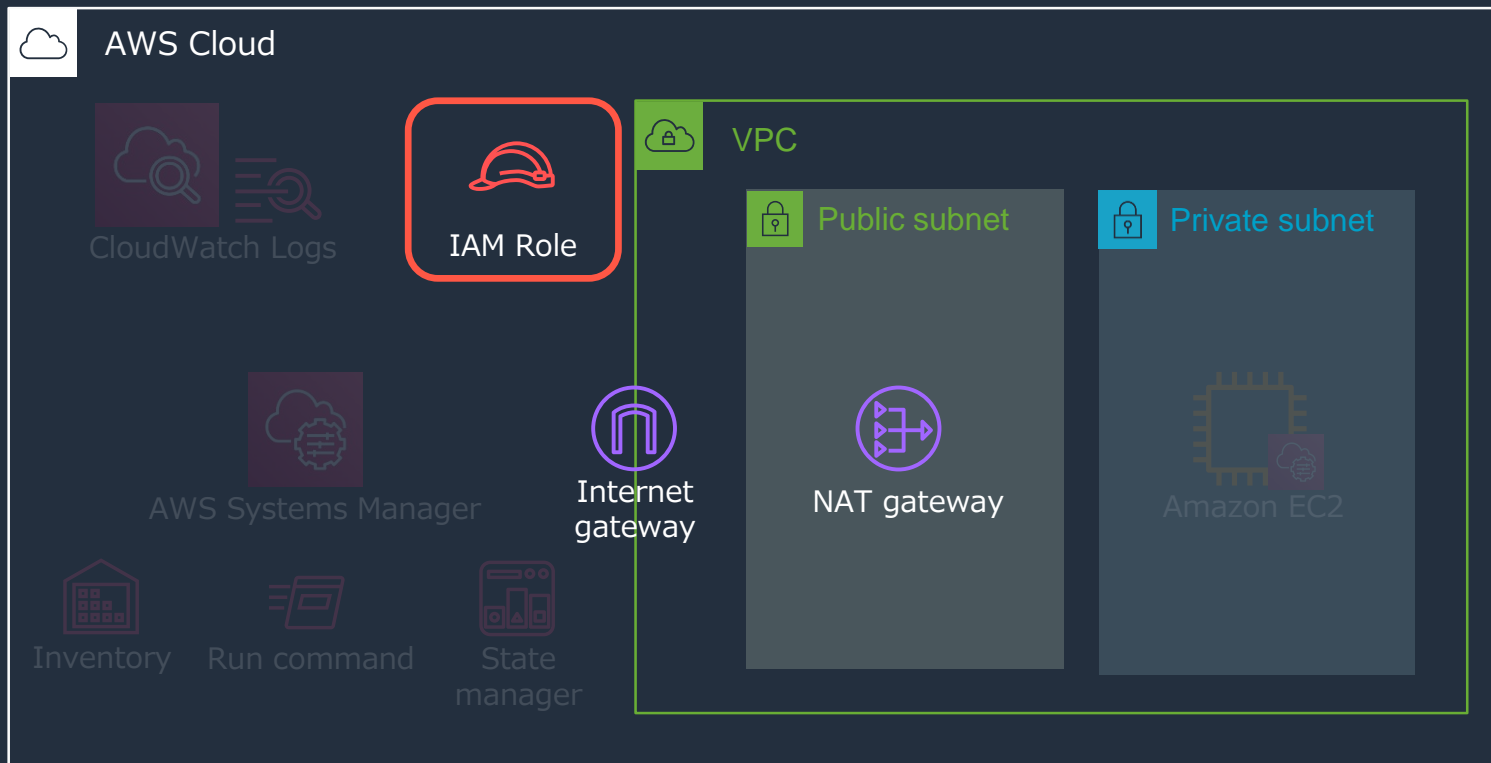 AWS Cloud
CloudWatch Logs
IAM Role
VPC
Public subnet
Private subnet
AWS Systems Manager
Internet
gateway
NAT gateway
Amazon EC2
Inventory
Run command
State
manager